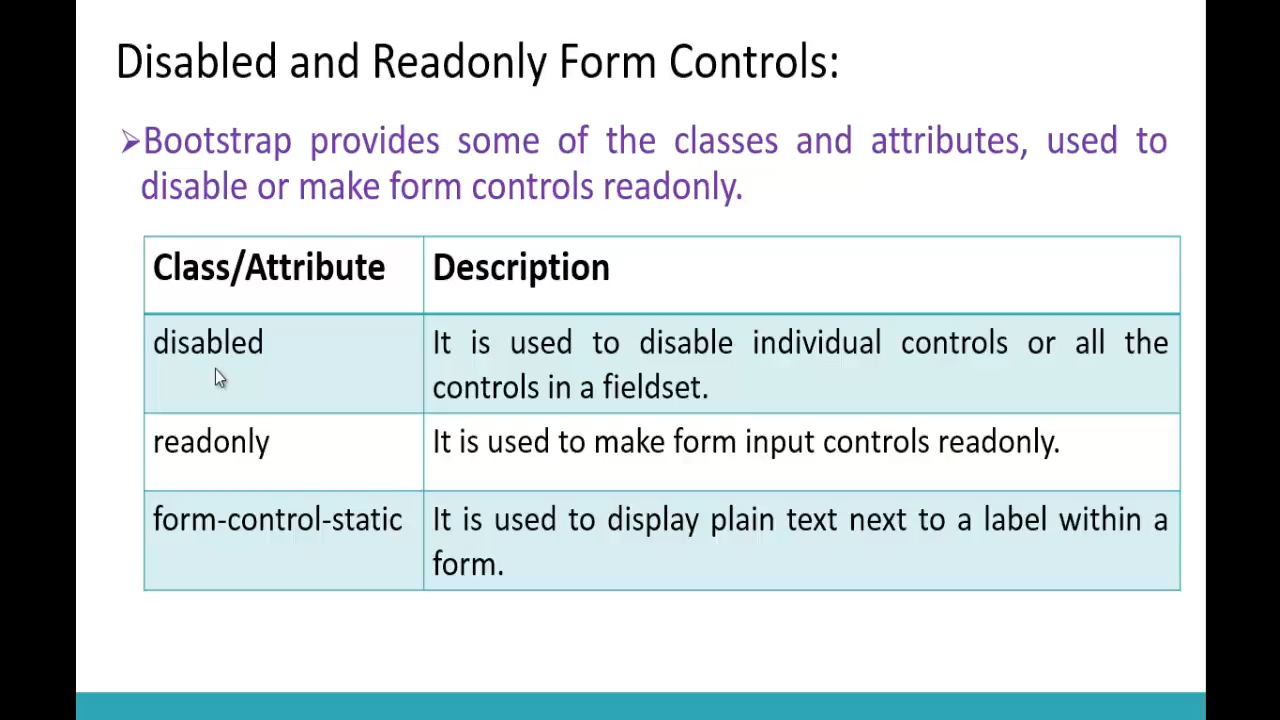 Disabled and Readonly Form Controls:
➢Bootstrap provides some of the classes and attributes, used to
disable or make form controls readonly.
Class/Attribute Description
disabled It is used to disable individual controls or all the
controls in a fieldset.
readonly It is used to make form input controls readonly.
form-control-static It is used to display plain text next to a label within a
form.